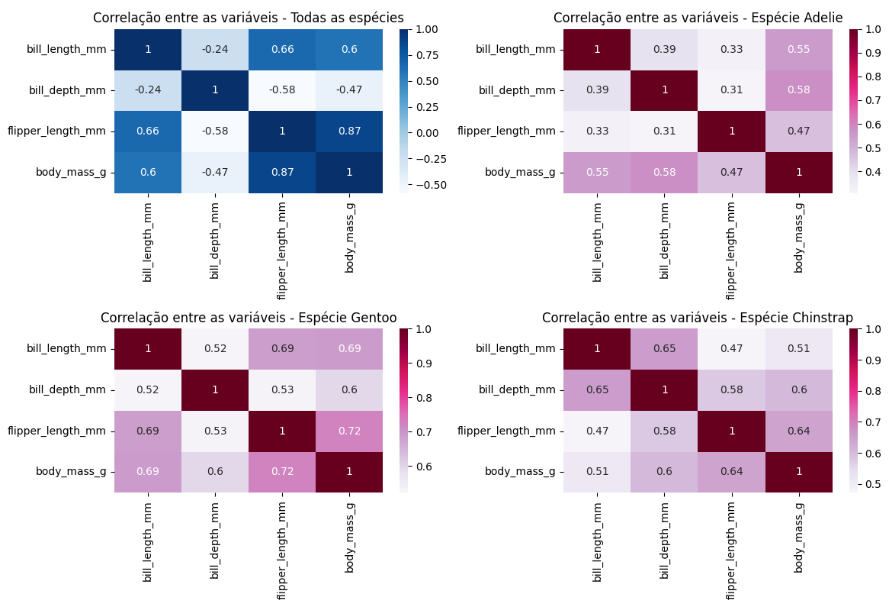 Correlação entre as variáveis - Todas as espécies
bill_length_mm 1 -0.24 0.66 0.6
bill_depth_mm -0.24 1 -0.58 -0.47
flipper_length_mm 0.66 -0.58 1 0.87
body_mass_g 0.6 -0.47 0.87 1
bill_length_mm
bill_depth_mm
flipper_length_mm
body_mass_g
1.00
0.75
0.50
0.25
0.00
−0.25
−0.50
Correlação entre as variáveis - Espécie Adelie
bill_length_mm 1 0.39 0.33 0.55
bill_depth_mm 0.39 1 0.31 0.58
flipper_length_mm 0.33 0.31 1 0.47
body_mass_g 0.55 0.58 0.47 1
bill_length_mm
bill_depth_mm
flipper_length_mm
body_mass_g
1.0
0.9
0.8
0.7
0.6
0.5
0.4
Correlação entre as variáveis - Espécie Gentoo
bill_length_mm 1 0.52 0.69 0.69
bill_depth_mm 0.52 1 0.53 0.6
flipper_length_mm 0.69 0.53 1 0.72
body_mass_g 0.69 0.6 0.72 1
bill_length_mm
bill_depth_mm
flipper_length_mm
body_mass_g
1.0
0.9
0.8
0.7
0.6
Correlação entre as variáveis - Espécie Chinstrap
bill_length_mm 1 0.65 0.47 0.51
bill_depth_mm 0.65 1 0.58 0.6
flipper_length_mm 0.47 0.58 1 0.64
body_mass_g 0.51 0.6 0.64 1
bill_length_mm
bill_depth_mm
flipper_length_mm
body_mass_g
1.0
0.9
0.8
0.7
0.6
0.5